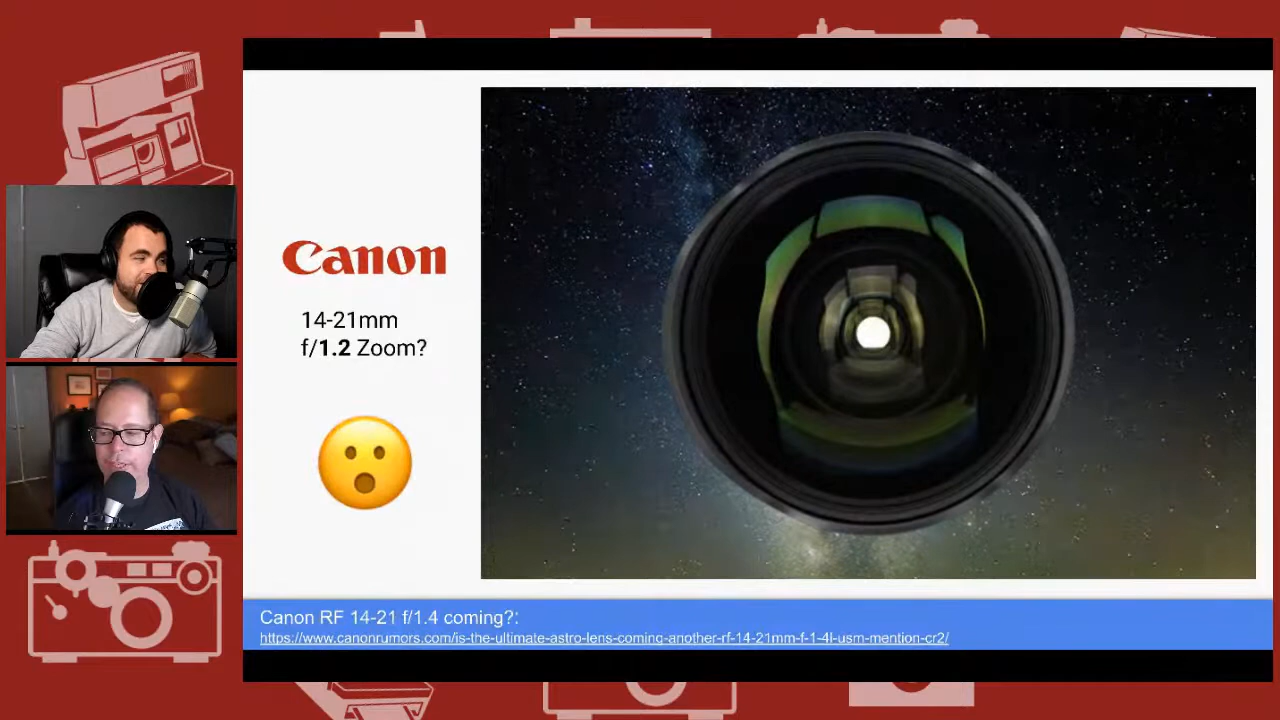 Canon
14-21mm
f/1.2 Zoom?
Canon RF 14-21 f/1.4 coming?:
https://www.canonrumors.com/is-the-ultimate-astro-lens-coming-another-rf-14-21mm-f-1-4l-usm-mention-cr2/